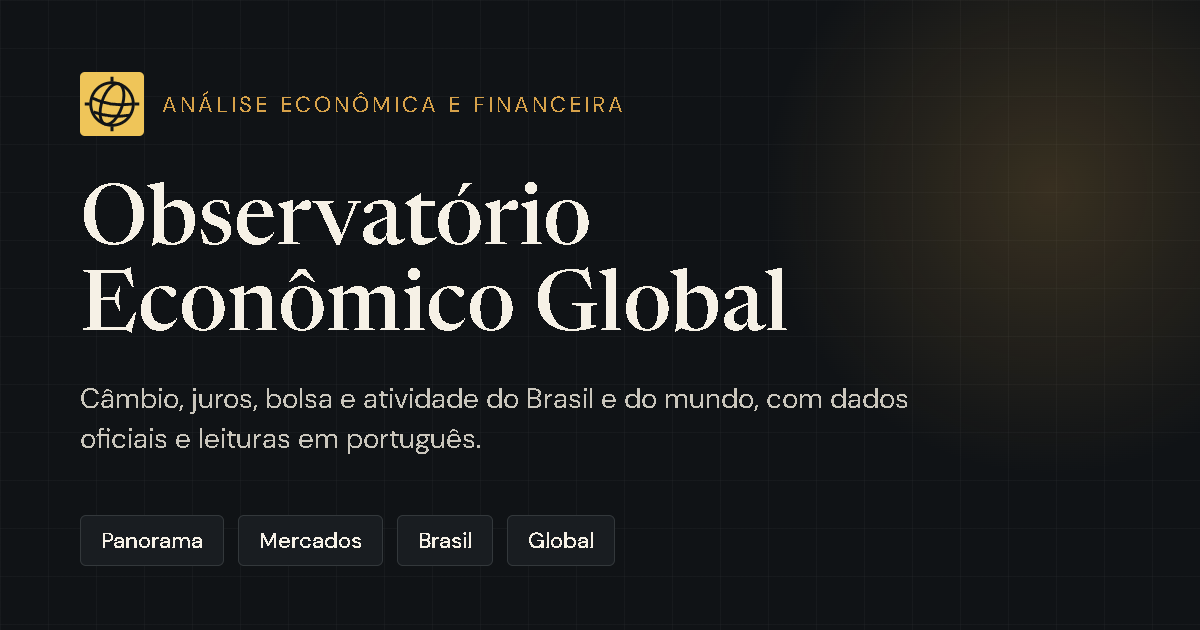 ANÁLISE ECONÔMICA E FINANCEIRA
Observatório
Econômico Global
Câmbio, juros, bolsa e atividade do Brasil e do mundo, com dados
oficiais e leituras em português.
Panorama
Mercados
Brasil
Global